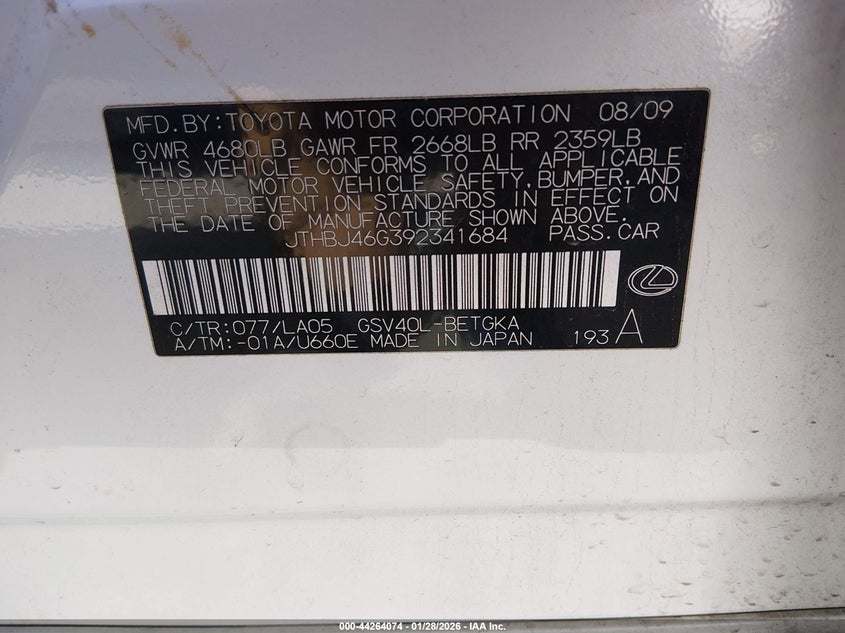 MFD.BY:TOYOTA MOTOR CORPORATION 08/09
GVWR 4680LB GAWR FR 2668LB RR 2359LB
THIS VEHICLE CONFORMS TO ALL APPLICABLE
FEDERAL MOTOR VEHICLE SAFETY,BUMPER,AND
THEFT PREVENTION STANDARDS IN EFFECT ON
THE DATE OF MANUFACTURE SHOWN ABOVE.
JTHBJ46G392341684 PASS.CAR
C/TR:077/LA05 GSV40L-BETGKA
A/TM:-01A/U660E MADE IN JAPAN 193 A
000-44264074 | 01/28/2026 | IAA Inc.